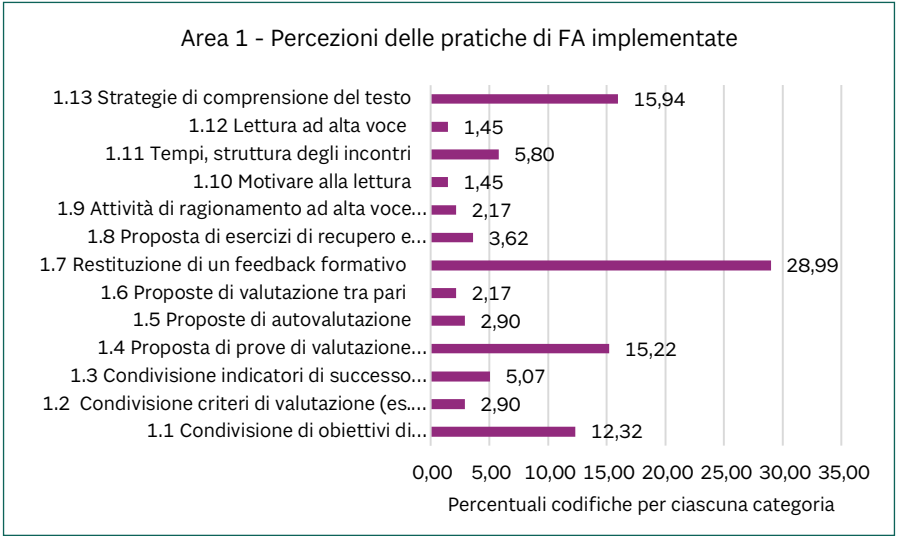 Area 1 - Percezioni delle pratiche di FA implementate
1.13 Strategie di comprensione del testo 15,94
1.12 Lettura ad alta voce 1,45
1.11 Tempi, struttura degli incontri 5,80
1.10 Motivare alla lettura 1,45
1.9 Attività di ragionamento ad alta voce... 2,17
1.8 Proposta di esercizi di recupero e... 3,62
1.7 Restituzione di un feedback formativo 28,99
1.6 Proposte di valutazione tra pari 2,17
1.5 Proposte di autovalutazione 2,90
1.4 Proposta di prove di valutazione... 15,22
1.3 Condivisione indicatori di successo... 5,07
1.2 Condivisione criteri di valutazione (es.... 2,90
1.1 Condivisione di obiettivi di... 12,32
0,00 5,00 10,00 15,00 20,00 25,00 30,00 35,00
Percentuali codifiche per ciascuna categoria